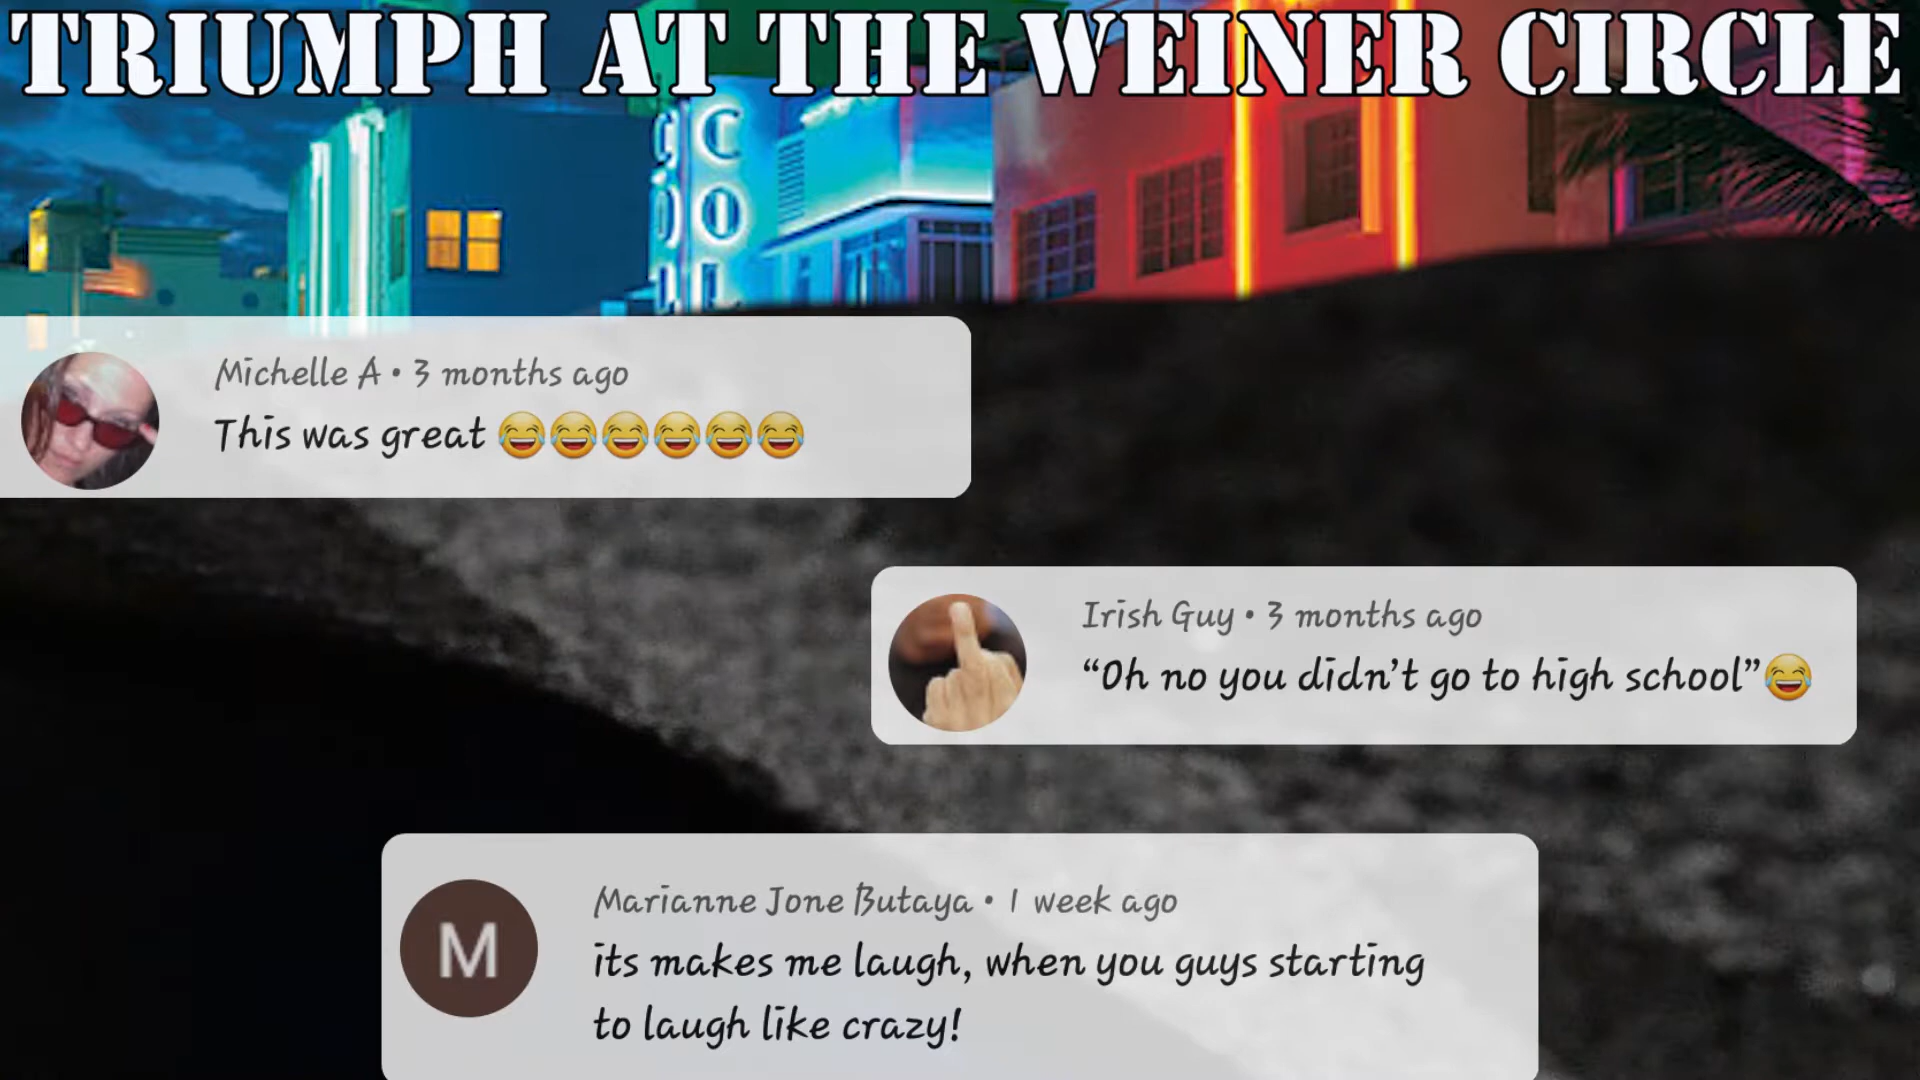 TRIUMPH AT THE WEINER CIRCLE
COL
Michelle A • 3 months ago
This was great 😂😂😂😂😂😂
Irish Guy • 3 months ago
“Oh no you didn’t go to high school”😂
Marianne Jone Butaya • 1 week ago
M
its makes me laugh, when you guys starting
to laugh like crazy!